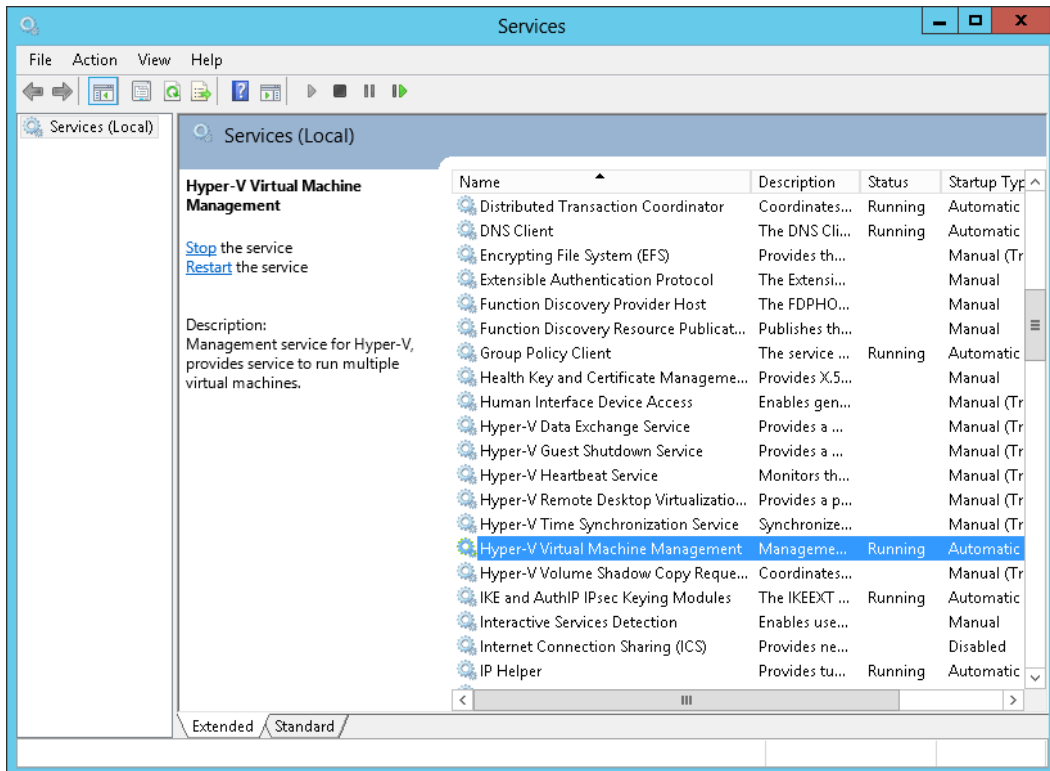 Services
File Action View Help
Services (Local)
Services (Local)
Hyper-V Virtual Machine
Management
Stop the service
Restart the service
Description:
Management service for Hyper-V,
provides service to run multiple
virtual machines.
Name Description Status Startup Typ
Distributed Transaction Coordinator Coordinates... Running Automatic
DNS Client The DNS Cli... Running Automatic
Encrypting File System (EFS) Provides th... Manual (Tr
Extensible Authentication Protocol The Extensi... Manual
Function Discovery Provider Host The FDPHO... Manual
Function Discovery Resource Publicat... Publishes th... Manual
Group Policy Client The service ... Running Automatic
Health Key and Certificate Manageme... Provides X.5... Manual
Human Interface Device Access Enables gen... Manual (Tr
Hyper-V Data Exchange Service Provides a ... Manual (Tr
Hyper-V Guest Shutdown Service Provides a ... Manual (Tr
Hyper-V Heartbeat Service Monitors th... Manual (Tr
Hyper-V Remote Desktop Virtualizatio... Provides a p... Manual (Tr
Hyper-V Time Synchronization Service Synchronize... Manual (Tr
Hyper-V Virtual Machine Management Manageme... Running Automatic
Hyper-V Volume Shadow Copy Reque... Coordinates... Manual (Tr
IKE and AuthIP IPsec Keying Modules The IKEEXT ... Running Automatic
Interactive Services Detection Enables use... Manual
Internet Connection Sharing (ICS) Provides ne... Disabled
IP Helper Provides tu... Running Automatic
Extended Standard